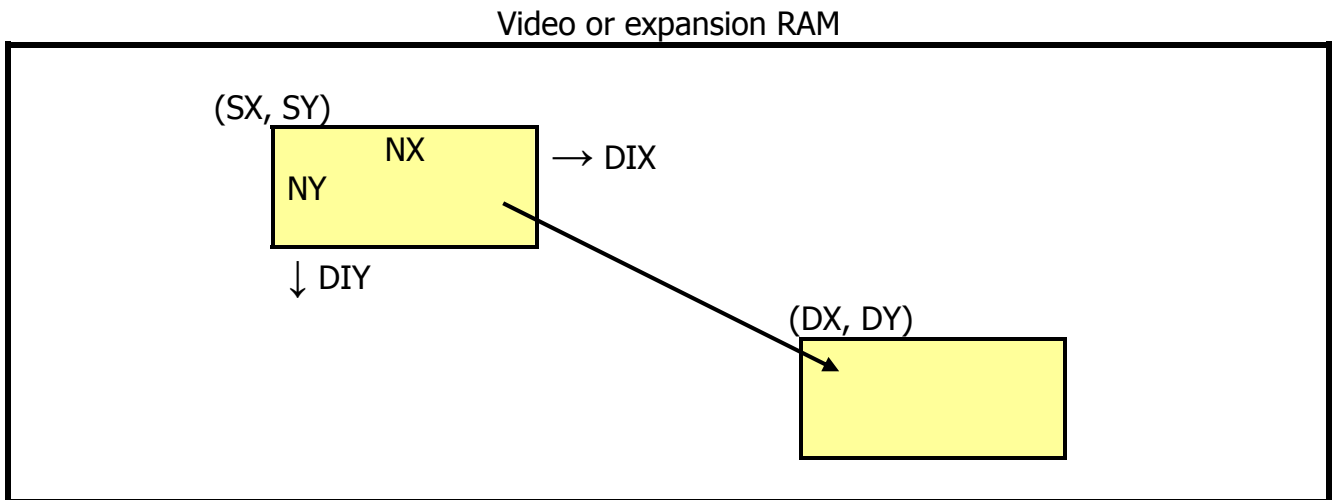 Video or expansion RAM
(SX, SY)
NX
→ DIX
NY
↓ DIY
(DX, DY)